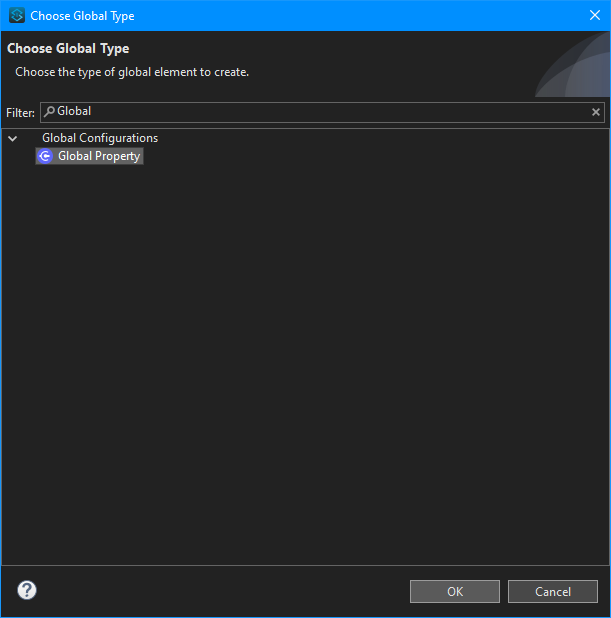 Choose Global Type
Choose Global Type
Choose the type of global element to create.
Filter: Global
Global Configurations
Global Property
? OK Cancel